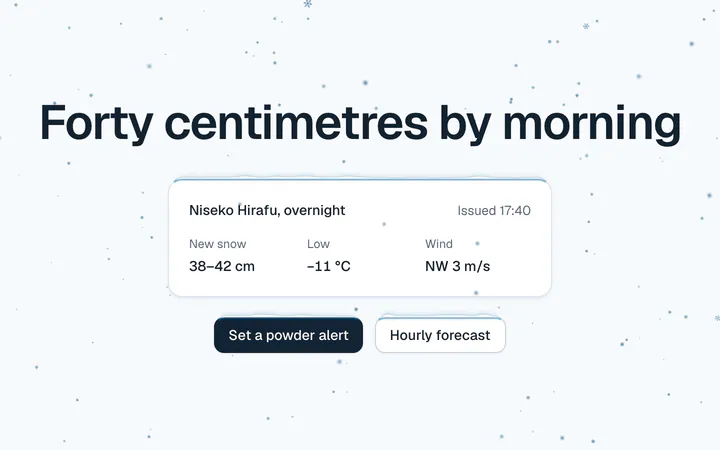 Forty centimetres by morning
Niseko Hirafu, overnight
Issued 17:40
New snow
Low
Wind
38–42 cm
−11 °C
NW 3 m/s
Set a powder alert
Hourly forecast